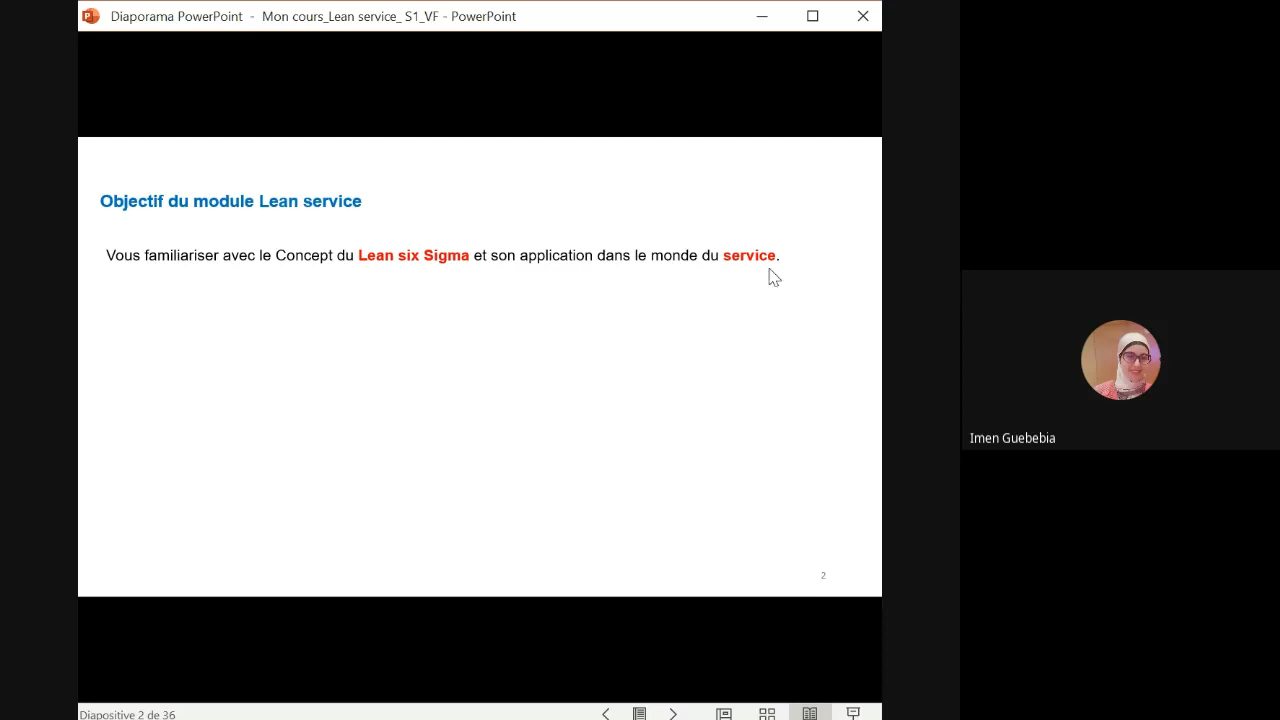 Diaporama PowerPoint - Mon cours_Lean service_ S1_VF - PowerPoint
Objectif du module Lean service
Vous familiariser avec le Concept du Lean six Sigma et son application dans le monde du service.
Imen Guebebia
2
Diapositive 2 de 36